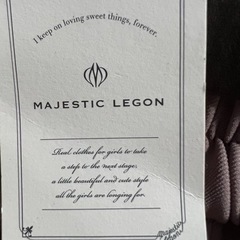 I keep on loving sweet things, forever.
MAJESTIC LEGON
Real clothes for girls to take
a step to the next stage,
a little beautiful and cute style
all the girls are longing for.